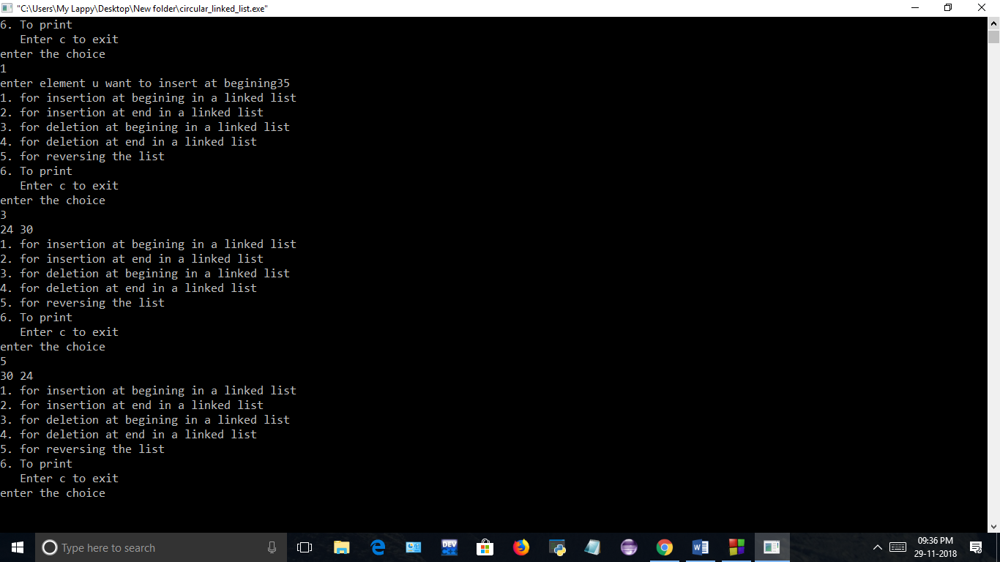 "C:\Users\My Lappy\Desktop\New folder\circular_linked_list.exe"
6. To print
   Enter c to exit
enter the choice
1
enter element u want to insert at begining35
1. for insertion at begining in a linked list
2. for insertion at end in a linked list
3. for deletion at begining in a linked list
4. for deletion at end in a linked list
5. for reversing the list
6. To print
   Enter c to exit
enter the choice
3
24 30
1. for insertion at begining in a linked list
2. for insertion at end in a linked list
3. for deletion at begining in a linked list
4. for deletion at end in a linked list
5. for reversing the list
6. To print
   Enter c to exit
enter the choice
5
30 24
1. for insertion at begining in a linked list
2. for insertion at end in a linked list
3. for deletion at begining in a linked list
4. for deletion at end in a linked list
5. for reversing the list
6. To print
   Enter c to exit
enter the choice
Type here to search
DEV
09:36 PM
29-11-2018